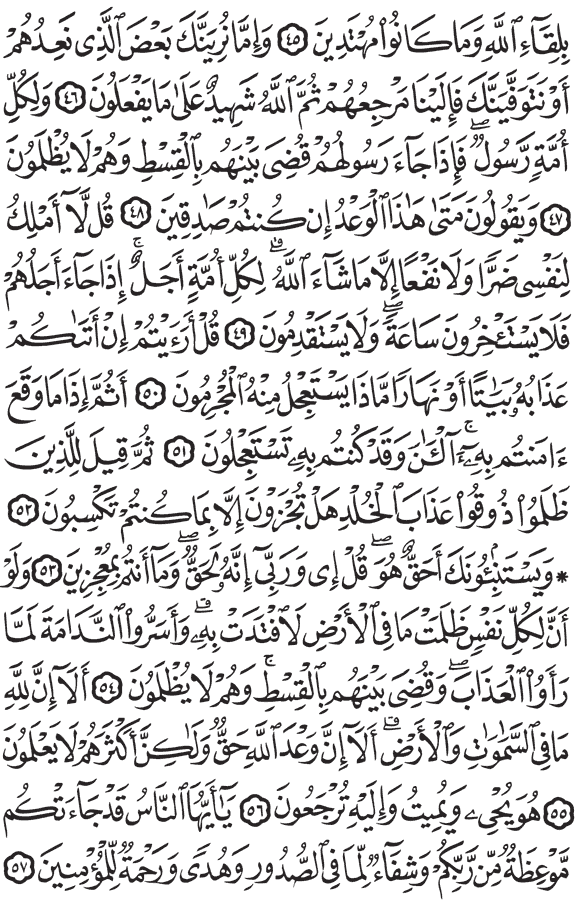 بِلِقَآءِ ٱللَّهِ وَمَا كَانُوا۟ مُهْتَدِينَ ٤٥ وَإِمَّا نُرِيَنَّكَ بَعْضَ ٱلَّذِى نَعِدُهُمْ
أَوْ نَتَوَفَّيَنَّكَ فَإِلَيْنَا مَرْجِعُهُمْ ثُمَّ ٱللَّهُ شَهِيدٌ عَلَىٰ مَا يَفْعَلُونَ ٤٦ وَلِكُلِّ
أُمَّةٍ رَّسُولٌ ۖ فَإِذَا جَآءَ رَسُولُهُمْ قُضِىَ بَيْنَهُم بِٱلْقِسْطِ وَهُمْ لَا يُظْلَمُونَ
٤٧ وَيَقُولُونَ مَتَىٰ هَٰذَا ٱلْوَعْدُ إِن كُنتُمْ صَٰدِقِينَ ٤٨ قُل لَّآ أَمْلِكُ
لِنَفْسِى ضَرًّا وَلَا نَفْعًا إِلَّا مَا شَآءَ ٱللَّهُ ۗ لِكُلِّ أُمَّةٍ أَجَلٌ ۚ إِذَا جَآءَ أَجَلُهُمْ
فَلَا يَسْتَـْٔخِرُونَ سَاعَةً ۖ وَلَا يَسْتَقْدِمُونَ ٤٩ قُلْ أَرَءَيْتُمْ إِنْ أَتَىٰكُمْ
عَذَابُهُۥ بَيَٰتًا أَوْ نَهَارًا مَّاذَا يَسْتَعْجِلُ مِنْهُ ٱلْمُجْرِمُونَ ٥٠ أَثُمَّ إِذَا مَا وَقَعَ
ءَامَنتُم بِهِۦٓ ۚ ءَآلْـَٰٔنَ وَقَدْ كُنتُم بِهِۦ تَسْتَعْجِلُونَ ٥١ ثُمَّ قِيلَ لِلَّذِينَ
ظَلَمُوا۟ ذُوقُوا۟ عَذَابَ ٱلْخُلْدِ هَلْ تُجْزَوْنَ إِلَّا بِمَا كُنتُمْ تَكْسِبُونَ ٥٢
* وَيَسْتَنۢبِـُٔونَكَ أَحَقٌّ هُوَ ۖ قُلْ إِى وَرَبِّىٓ إِنَّهُۥ لَحَقٌّ ۖ وَمَآ أَنتُم بِمُعْجِزِينَ ٥٣ وَلَوْ
أَنَّ لِكُلِّ نَفْسٍ ظَلَمَتْ مَا فِى ٱلْأَرْضِ لَٱفْتَدَتْ بِهِۦ ۗ وَأَسَرُّوا۟ ٱلنَّدَامَةَ لَمَّا
رَأَوُا۟ ٱلْعَذَابَ ۖ وَقُضِىَ بَيْنَهُم بِٱلْقِسْطِ ۚ وَهُمْ لَا يُظْلَمُونَ ٥٤ أَلَآ إِنَّ لِلَّهِ
مَا فِى ٱلسَّمَٰوَٰتِ وَٱلْأَرْضِ ۗ أَلَآ إِنَّ وَعْدَ ٱللَّهِ حَقٌّ وَلَٰكِنَّ أَكْثَرَهُمْ لَا يَعْلَمُونَ
٥٥ هُوَ يُحْىِۦ وَيُمِيتُ وَإِلَيْهِ تُرْجَعُونَ ٥٦ يَٰٓأَيُّهَا ٱلنَّاسُ قَدْ جَآءَتْكُم
مَّوْعِظَةٌ مِّن رَّبِّكُمْ وَشِفَآءٌ لِّمَا فِى ٱلصُّدُورِ وَهُدًى وَرَحْمَةٌ لِّلْمُؤْمِنِينَ ٥٧